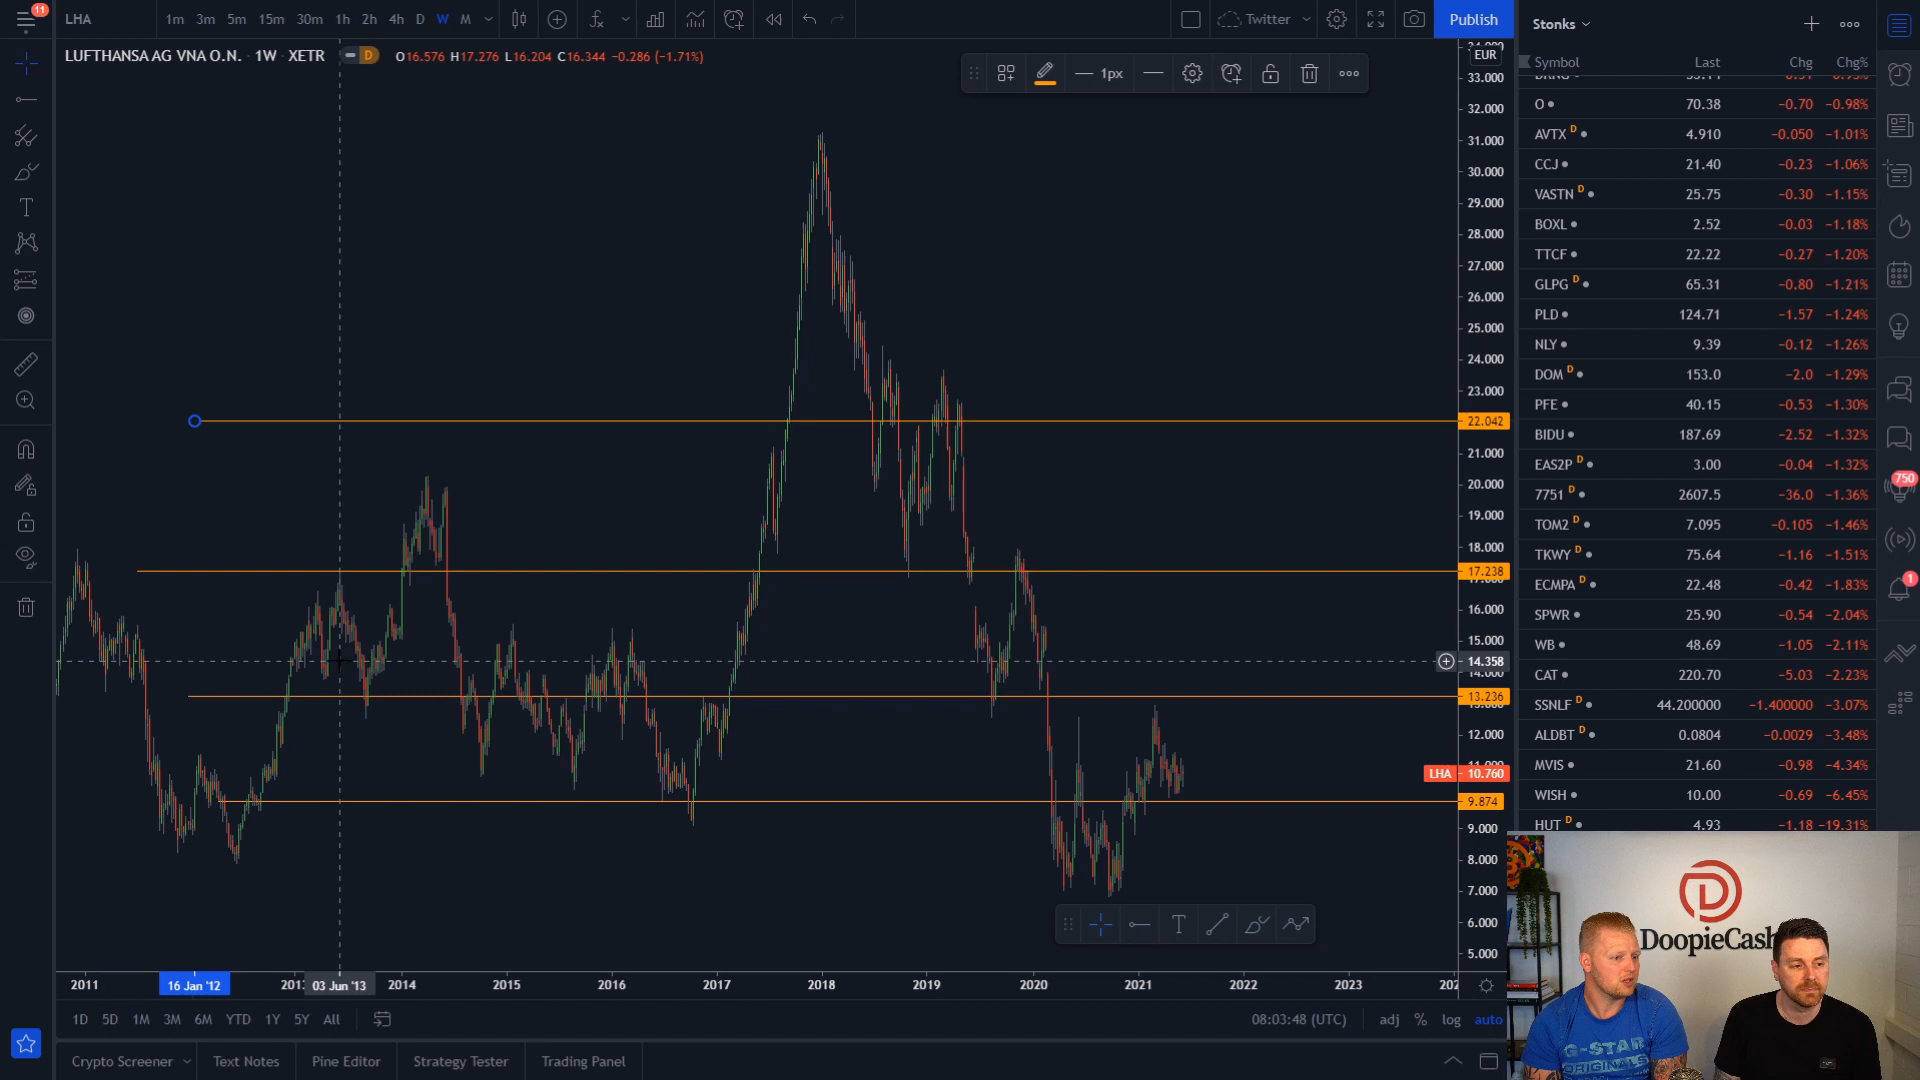 11
LHA
1m 3m 5m 15m 30m 1h 2h 4h D W M
Twitter
Publish
Stonks
LUFTHANSA AG VNA O.N. · 1W · XETR
D
O16.576 H17.276 L16.204 C16.344 −0.286 (−1.71%)
1px
EUR
Symbol Last Chg Chg%
O 70.38 −0.70 −0.98%
AVTX D 4.910 −0.050 −1.01%
CCJ 21.40 −0.23 −1.06%
VASTN D 25.75 −0.30 −1.15%
BOXL 2.52 −0.03 −1.18%
TTCF 22.22 −0.27 −1.20%
GLPG D 65.31 −0.80 −1.21%
PLD 124.71 −1.57 −1.24%
NLY 9.39 −0.12 −1.26%
DOM D 153.0 −2.0 −1.29%
PFE 40.15 −0.53 −1.30%
BIDU 187.69 −2.52 −1.32%
EAS2P D 3.00 −0.04 −1.32%
7751 D 2607.5 −36.0 −1.36%
TOM2 D 7.095 −0.105 −1.46%
TKWY D 75.64 −1.16 −1.51%
ECMPA D 22.48 −0.42 −1.83%
SPWR 25.90 −0.54 −2.04%
WB 48.69 −1.05 −2.11%
CAT 220.70 −5.03 −2.23%
SSNLF D 44.200000 −1.400000 −3.07%
ALDBT D 0.0804 −0.0029 −3.48%
MVIS 21.60 −0.98 −4.34%
WISH 10.00 −0.69 −6.45%
HUT D 4.93 −1.18 −19.31%
750
1
33.000
32.000
31.000
30.000
29.000
28.000
27.000
26.000
25.000
24.000
23.000
22.042
21.000
20.000
19.000
18.000
17.238
16.000
15.000
14.358
14.000
13.236
12.000
LHA 10.760
9.874
9.000
8.000
7.000
6.000
5.000
2011 16 Jan '12 2013 03 Jun '13 2014 2015 2016 2017 2018 2019 2020 2021 2022 2023
1D 5D 1M 3M 6M YTD 1Y 5Y All
08:03:48 (UTC) adj % log auto
Crypto Screener Text Notes Pine Editor Strategy Tester Trading Panel
DoopieCash
G-STAR
ORIGINALS